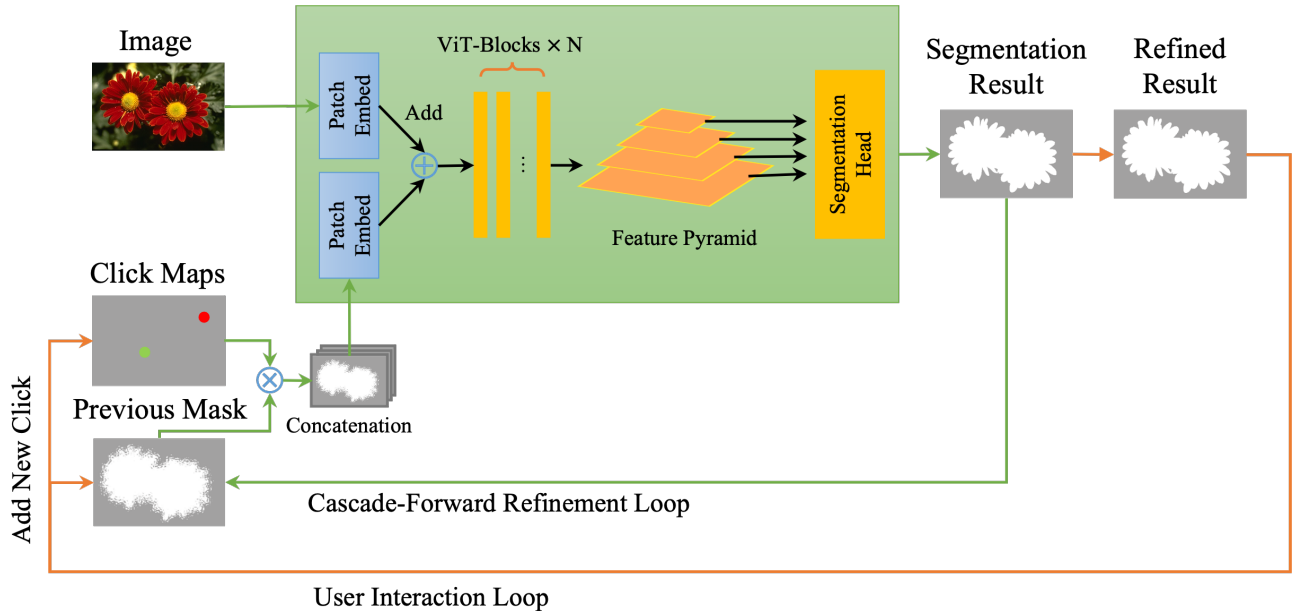 Image
ViT-Blocks × N
Patch
Embed
Add
Patch
Embed
...
Feature Pyramid
Segmentation
Head
Segmentation
Result
Refined
Result
Click Maps
Previous Mask
Concatenation
Add New Click
Cascade-Forward Refinement Loop
User Interaction Loop